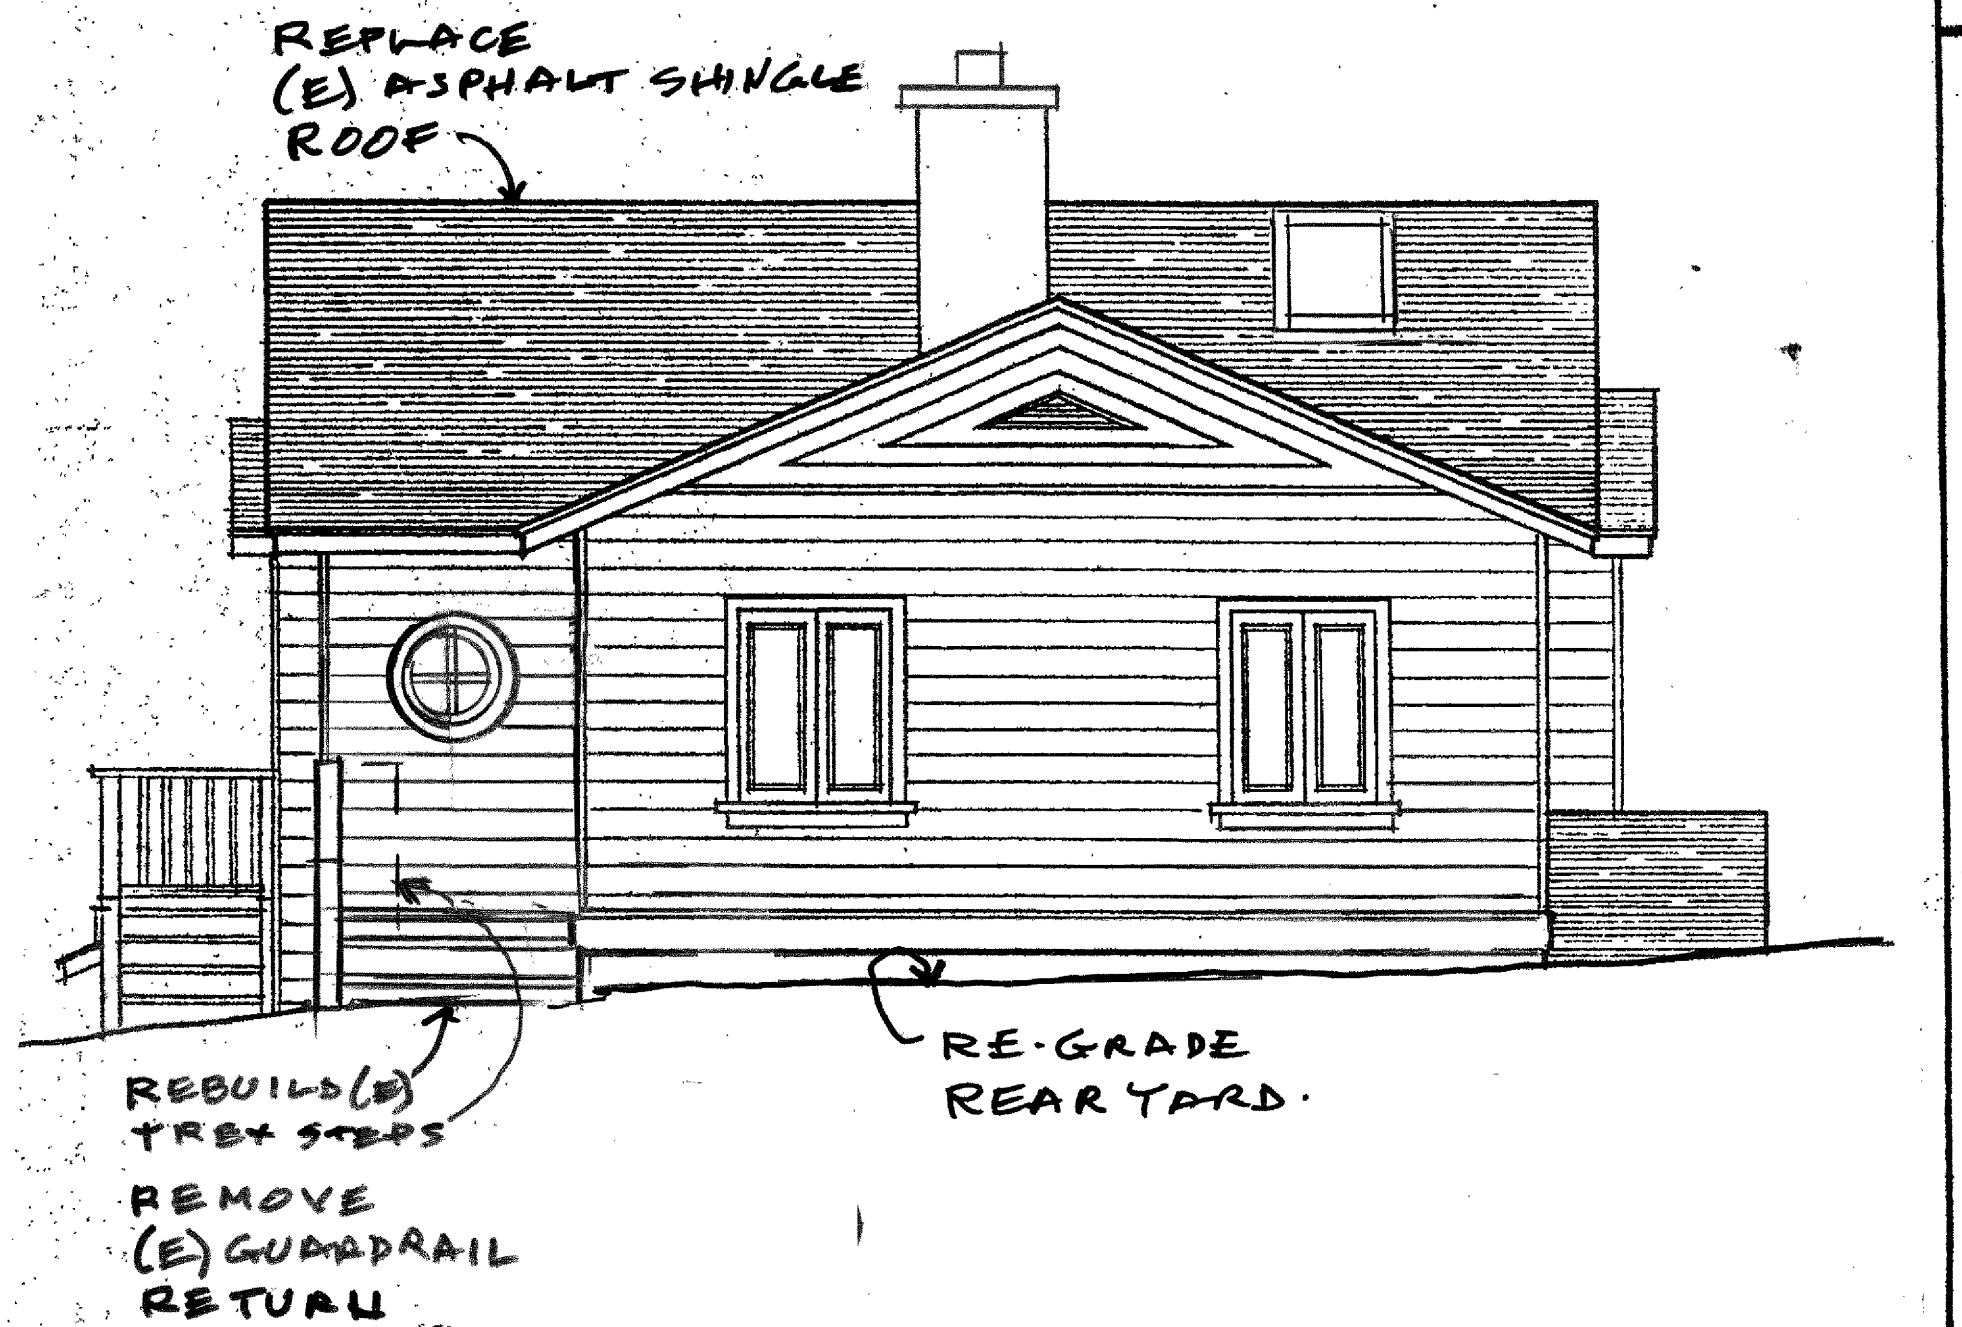 REPLACE
(E) ASPHALT SHINGLE
ROOF
RE-GRADE
REAR YARD.
REBUILD (E)
TREX STEPS
REMOVE
(E) GUARDRAIL
RETURN